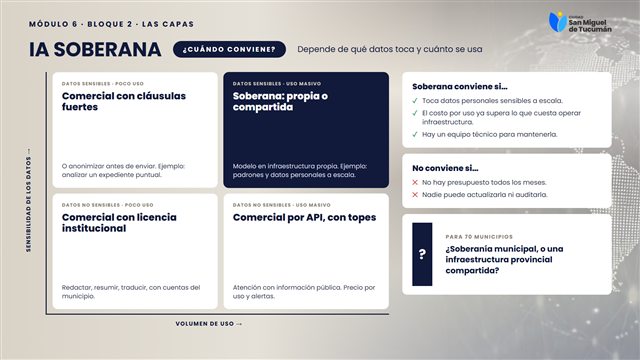 MÓDULO 6 · BLOQUE 2 · LAS CAPAS
CIUDAD
San Miguel
de Tucumán
IA SOBERANA
¿CUÁNDO CONVIENE?
Depende de qué datos toca y cuánto se usa
SENSIBILIDAD DE LOS DATOS →
DATOS SENSIBLES · POCO USO
Comercial con cláusulas
fuertes
O anonimizar antes de enviar. Ejemplo:
analizar un expediente puntual.
DATOS SENSIBLES · USO MASIVO
Soberana: propia o
compartida
Modelo en infraestructura propia. Ejemplo:
padrones y datos personales a escala.
DATOS NO SENSIBLES · POCO USO
Comercial con licencia
institucional
Redactar, resumir, traducir, con cuentas del
municipio.
DATOS NO SENSIBLES · USO MASIVO
Comercial por API, con topes
Atención con información pública. Precio por
uso y alertas.
VOLUMEN DE USO →
Soberana conviene si...
✓ Toca datos personales sensibles a escala.
✓ El costo por uso ya supera lo que cuesta operar
infraestructura.
✓ Hay un equipo técnico para mantenerla.
No conviene si...
✕ No hay presupuesto todos los meses.
✕ Nadie puede actualizarla ni auditarla.
?
PARA 70 MUNICIPIOS
¿Soberanía municipal, o una
infraestructura provincial
compartida?